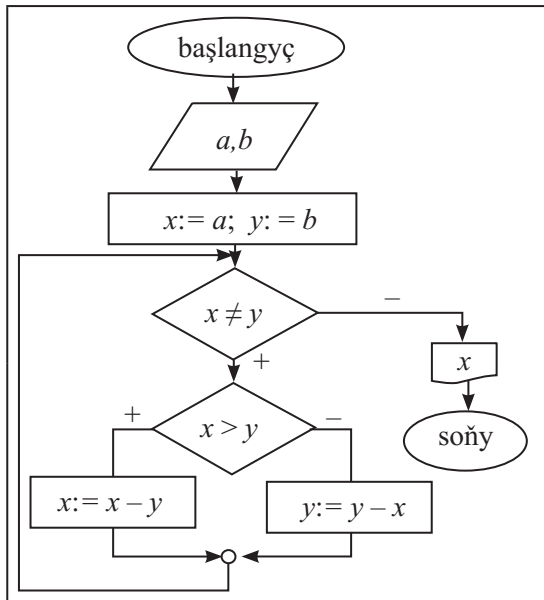 başlangyç
a,b
x:= a; y: = b
x ≠ y
–
+
x
x > y
+
–
soňy
x:= x – y
y:= y – x